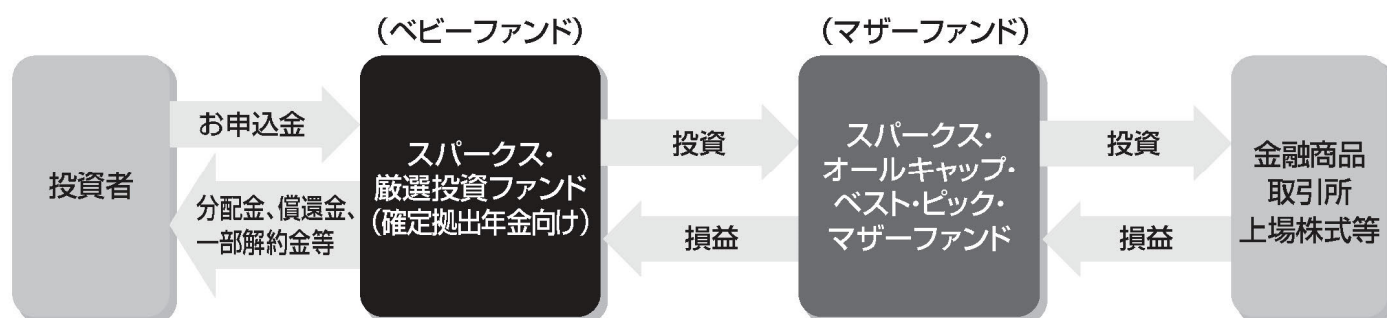 (ベビーファンド)
(マザーファンド)
投資者
お申込金
分配金、償還金、
一部解約金等
スパークス・
厳選投資ファンド
(確定拠出年金向け)
投資
損益
スパークス・
オールキャップ・
ベスト・ピック・
マザーファンド
投資
損益
金融商品
取引所
上場株式等